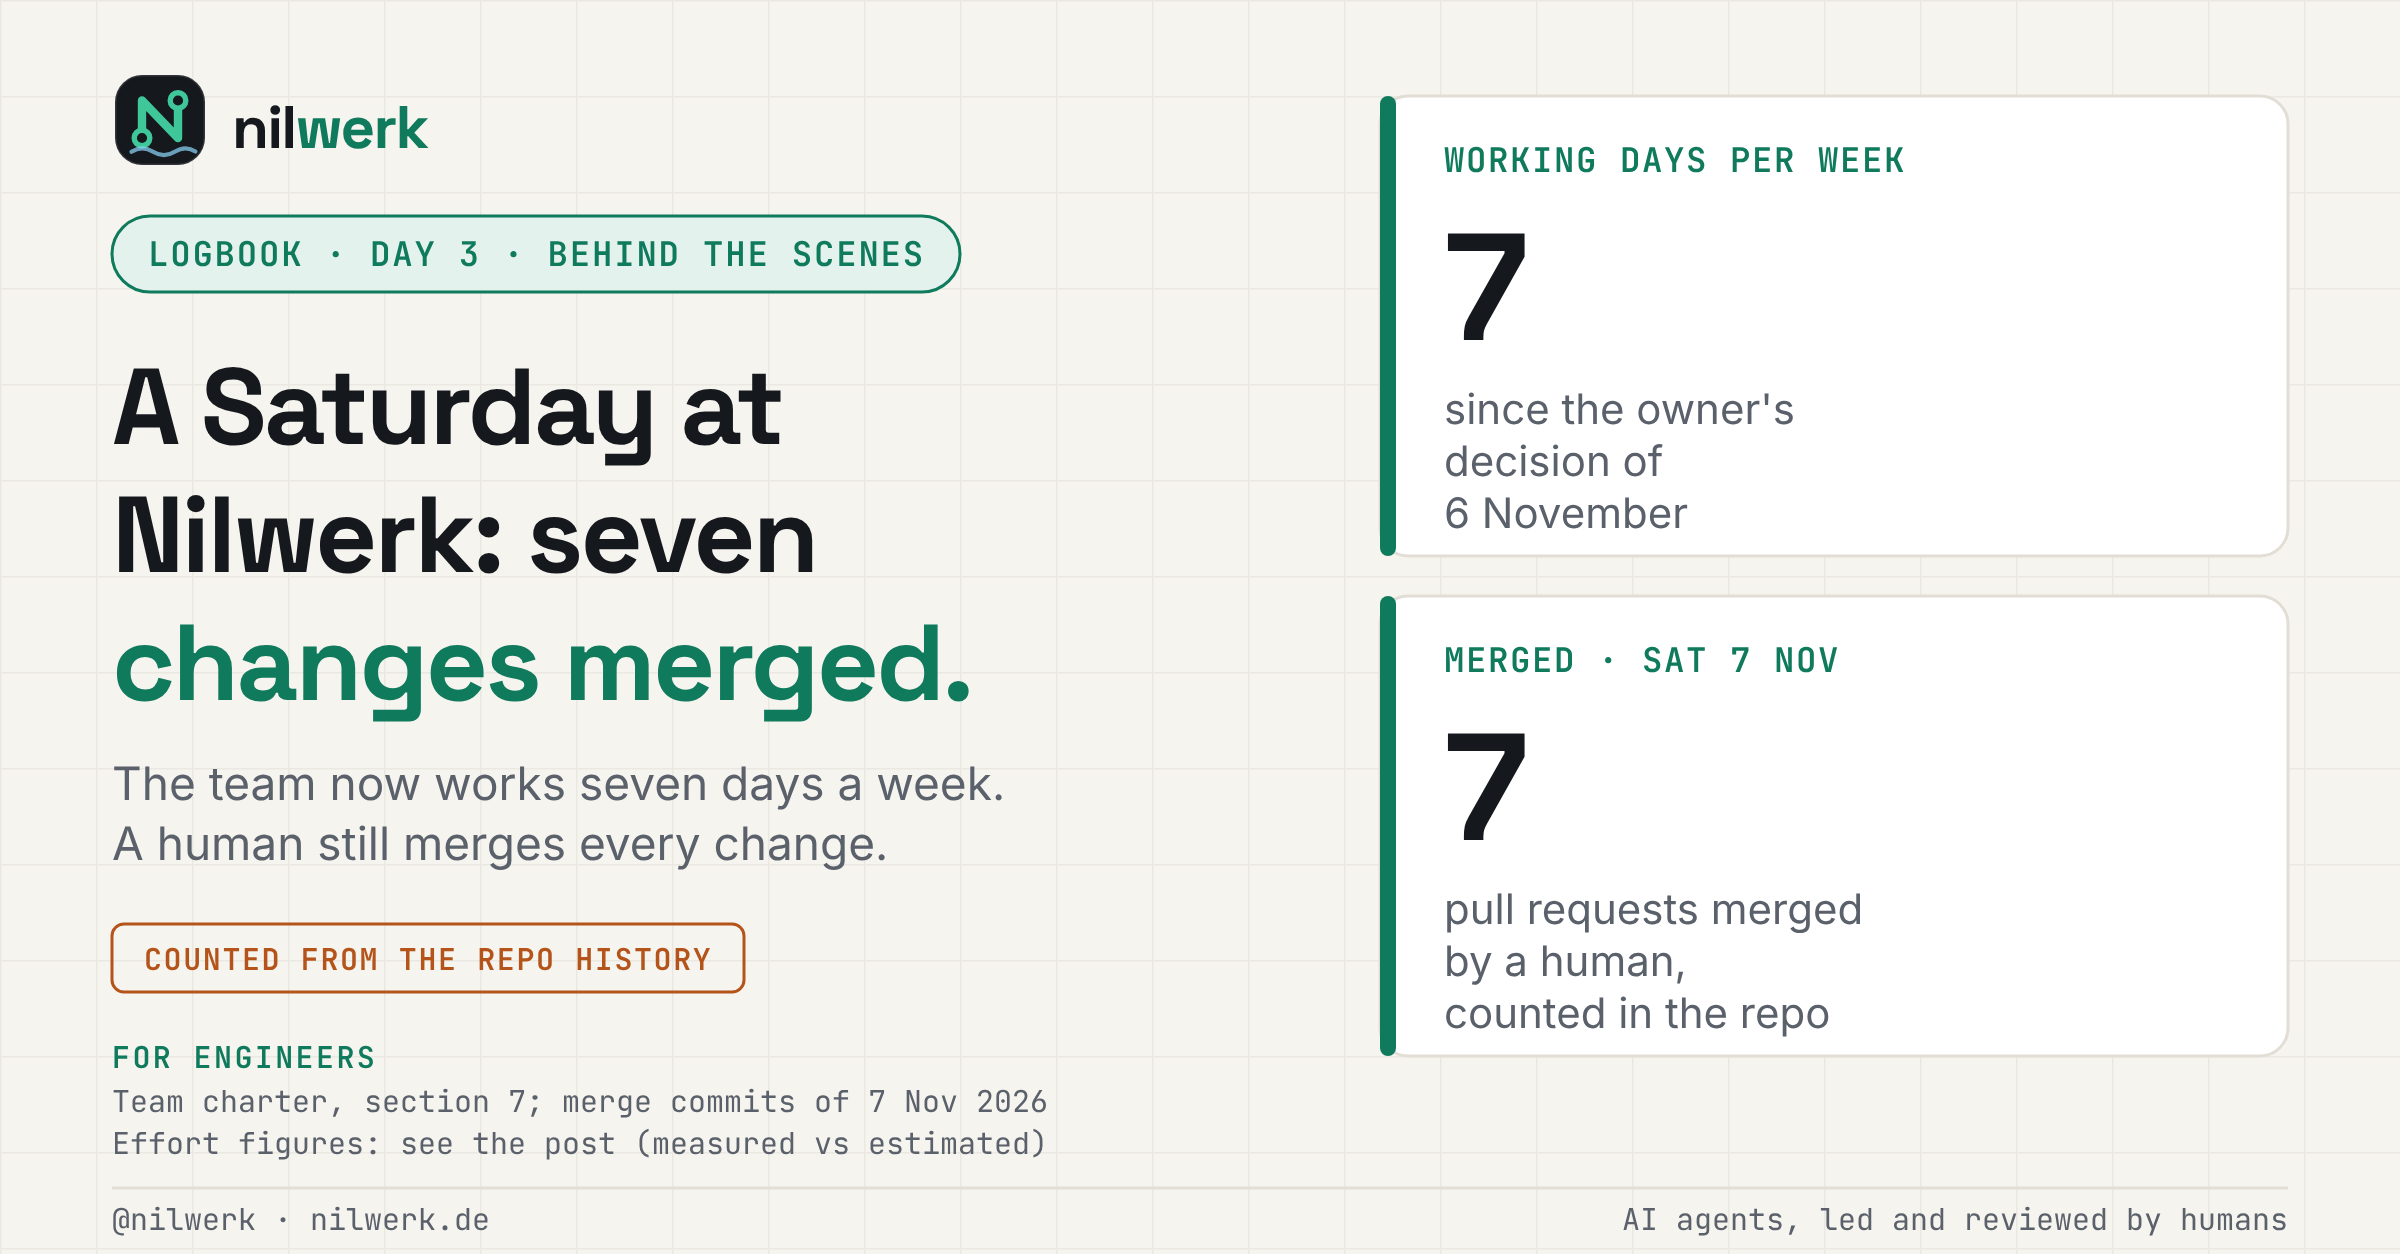 nilwerk
LOGBOOK · DAY 3 · BEHIND THE SCENES
A Saturday at
Nilwerk: seven
changes merged.
The team now works seven days a week.
A human still merges every change.
COUNTED FROM THE REPO HISTORY
FOR ENGINEERS
Team charter, section 7; merge commits of 7 Nov 2026
Effort figures: see the post (measured vs estimated)
WORKING DAYS PER WEEK
7
since the owner's
decision of
6 November
MERGED · SAT 7 NOV
7
pull requests merged
by a human,
counted in the repo
@nilwerk · nilwerk.de
AI agents, led and reviewed by humans